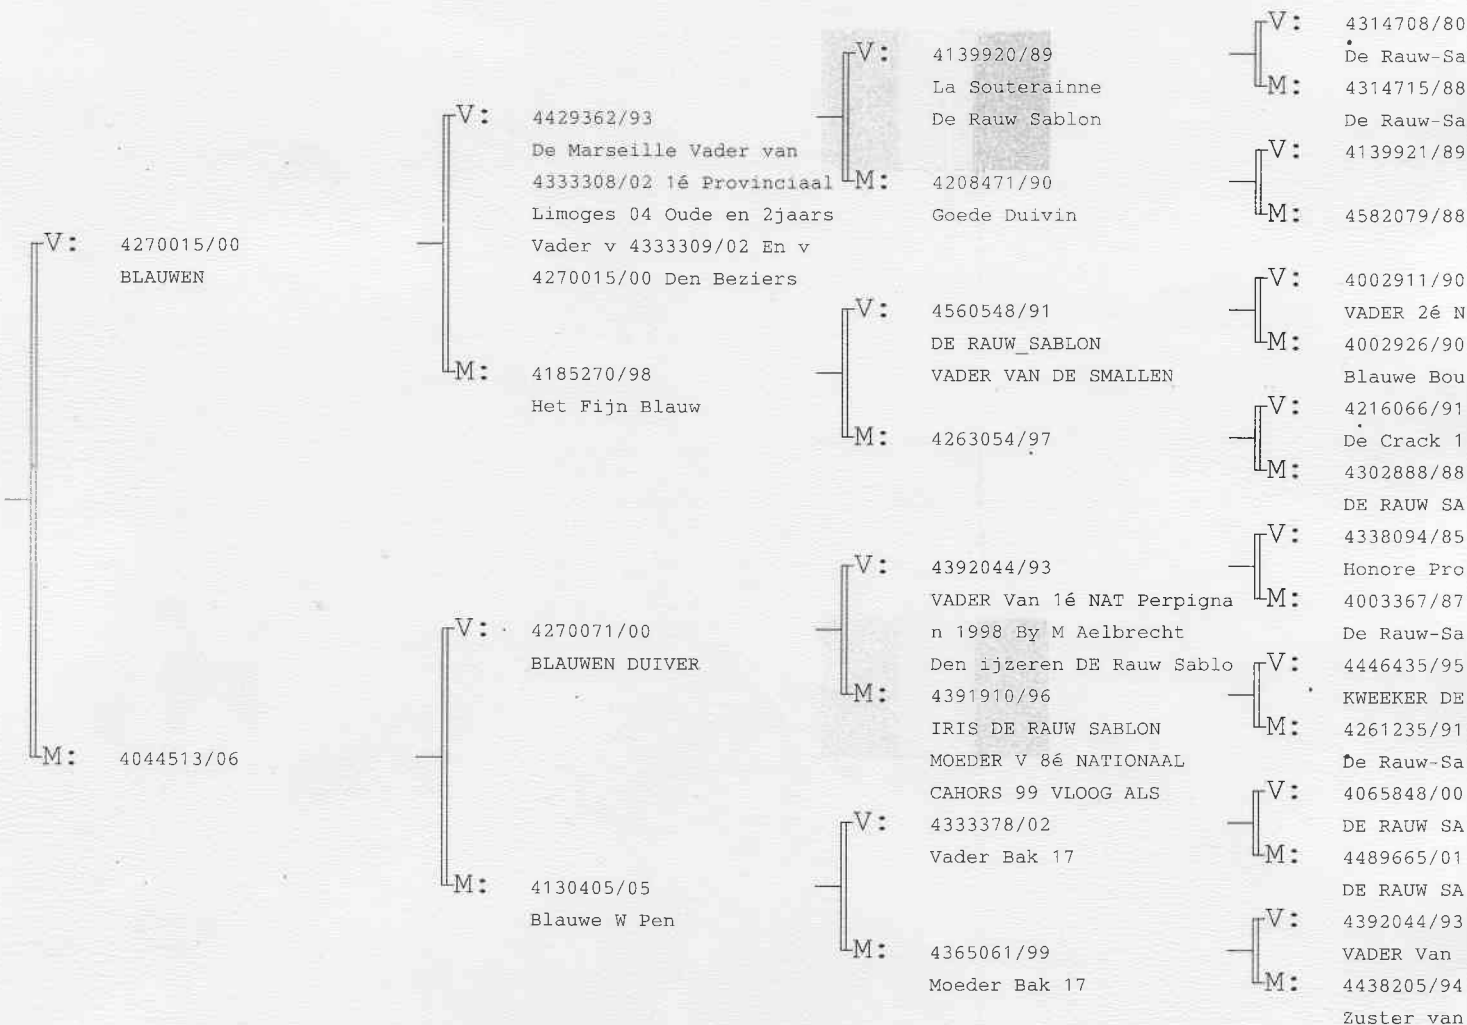 V: 4270015/00
BLAUWEN
M: 4044513/06
V: 4429362/93
De Marseille Vader van
4333308/02 1é Provinciaal
Limoges 04 Oude en 2jaars
Vader v 4333309/02 En v
4270015/00 Den Beziers
M: 4185270/98
Het Fijn Blauw
V: 4270071/00
BLAUWEN DUIVER
M: 4130405/05
Blauwe W Pen
V: 4139920/89
La Souterainne
De Rauw Sablon
M: 4208471/90
Goede Duivin
V: 4560548/91
DE RAUW_SABLON
VADER VAN DE SMALLEN
M: 4263054/97
V: 4392044/93
VADER Van 1é NAT Perpigna
n 1998 By M Aelbrecht
Den ijzeren DE Rauw Sablo
M: 4391910/96
IRIS DE RAUW SABLON
MOEDER V 8é NATIONAAL
CAHORS 99 VLOOG ALS
V: 4333378/02
Vader Bak 17
M: 4365061/99
Moeder Bak 17
V: 4314708/80
De Rauw-Sa
M: 4314715/88
De Rauw-Sa
V: 4139921/89
M: 4582079/88
V: 4002911/90
VADER 2é N
M: 4002926/90
Blauwe Bou
V: 4216066/91
De Crack 1
M: 4302888/88
DE RAUW SA
V: 4338094/85
Honore Pro
M: 4003367/87
De Rauw-Sa
V: 4446435/95
KWEEKER DE
M: 4261235/91
De Rauw-Sa
V: 4065848/00
DE RAUW SA
M: 4489665/01
DE RAUW SA
V: 4392044/93
VADER Van
M: 4438205/94
Zuster van